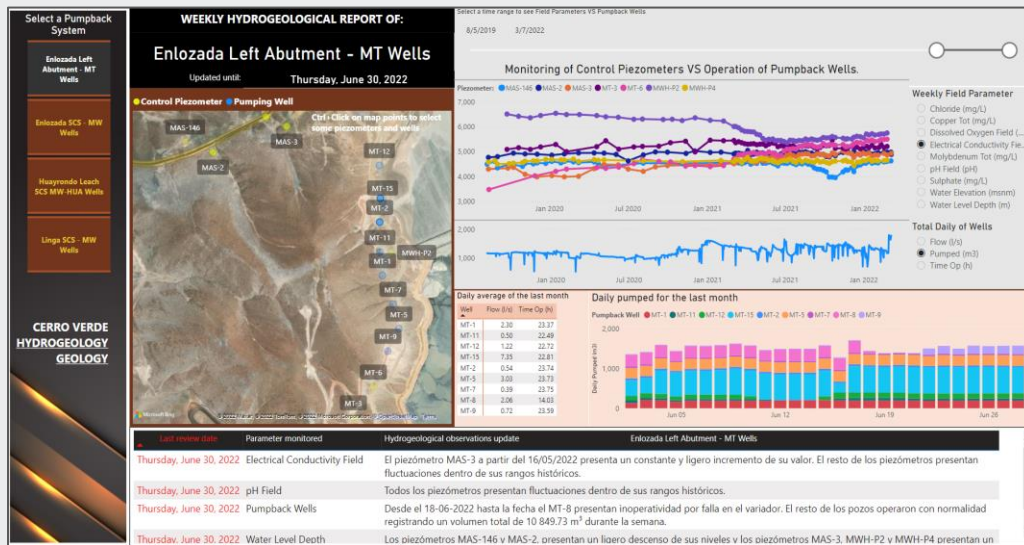 Select a Pumpback
System
Enlozada Left
Abutment - MT
Wells
Enlozada SCS - MW
Wells
Huayrondo Leach
SCS MW-HUA Wells
Linga SCS - MW
Wells
CERRO VERDE
HYDROGEOLOGY
GEOLOGY
WEEKLY HYDROGEOLOGICAL REPORT OF:
Enlozada Left Abutment - MT Wells
Updated until: Thursday, June 30, 2022
Control Piezometer Pumping Well
Ctrl+Click on map points to select
some piezometers and wells
MAS-146
MAS-3
MAS-2
MT-12
MT-15
MT-2
MT-11
MWH-P2
MT-1
MT-7
MT-5
MT-9
MT-6
MT-3
Microsoft Bing
Select a time range to see Field Parameters VS Pumpback Wells
8/5/2019 3/7/2022
Monitoring of Control Piezometers VS Operation of Pumpback Wells.
Piezometer: MAS-146 MAS-2 MAS-3 MT-3 MT-6 MWH-P2 MWH-P4
7,000
6,000
5,000
4,000
3,000
Jan 2020 Jul 2020 Jan 2021 Jul 2021 Jan 2022
2,000
1,000
Jan 2020 Jul 2020 Jan 2021 Jul 2021 Jan 2022
Weekly Field Parameter
Chloride (mg/L)
Copper Tot (mg/L)
Dissolved Oxygen Field (...
Electrical Conductivity Fie...
Molybdenum Tot (mg/L)
pH Field (pH)
Sulphate (mg/L)
Water Elevation (msnm)
Water Level Depth (m)
Total Daily of Wells
Flow (l/s)
Pumped (m3)
Time Op (h)
Daily average of the last month
Well Flow (l/s) Time Op (h)
MT-1 2.30 23.37
MT-11 0.50 22.49
MT-12 1.22 22.72
MT-15 7.35 22.81
MT-2 0.54 23.74
MT-5 3.03 23.73
MT-7 0.39 23.75
MT-8 2.06 14.03
MT-9 0.72 23.59
Daily pumped for the last month
Pumpback Well MT-1 MT-11 MT-12 MT-15 MT-2 MT-5 MT-7 MT-8 MT-9
Daily Pumped (m3)
2,000
1,000
0
Jun 05 Jun 12 Jun 19 Jun 26
Last review date Parameter monitored Hydrogeological observations update Enlozada Left Abutment - MT Wells
Thursday, June 30, 2022 Electrical Conductivity Field El piezómetro MAS-3 a partir del 16/05/2022 presenta un constante y ligero incremento de su valor. El resto de los piezómetros presentan
fluctuaciones dentro de sus rangos históricos.
Thursday, June 30, 2022 pH Field Todos los piezómetros presentan fluctuaciones dentro de sus rangos históricos.
Thursday, June 30, 2022 Pumpback Wells Desde el 18-06-2022 hasta la fecha el MT-8 presentan inoperatividad por falla en el variador. El resto de los pozos operaron con normalidad
registrando un volumen total de 10 849.73 m³ durante la semana.
Thursday, June 30, 2022 Water Level Depth Los piezómetros MAS-146 y MAS-2, presentan un ligero descenso de sus niveles y los piezómetros MAS-3, MWH-P2 y MWH-P4 presentan un